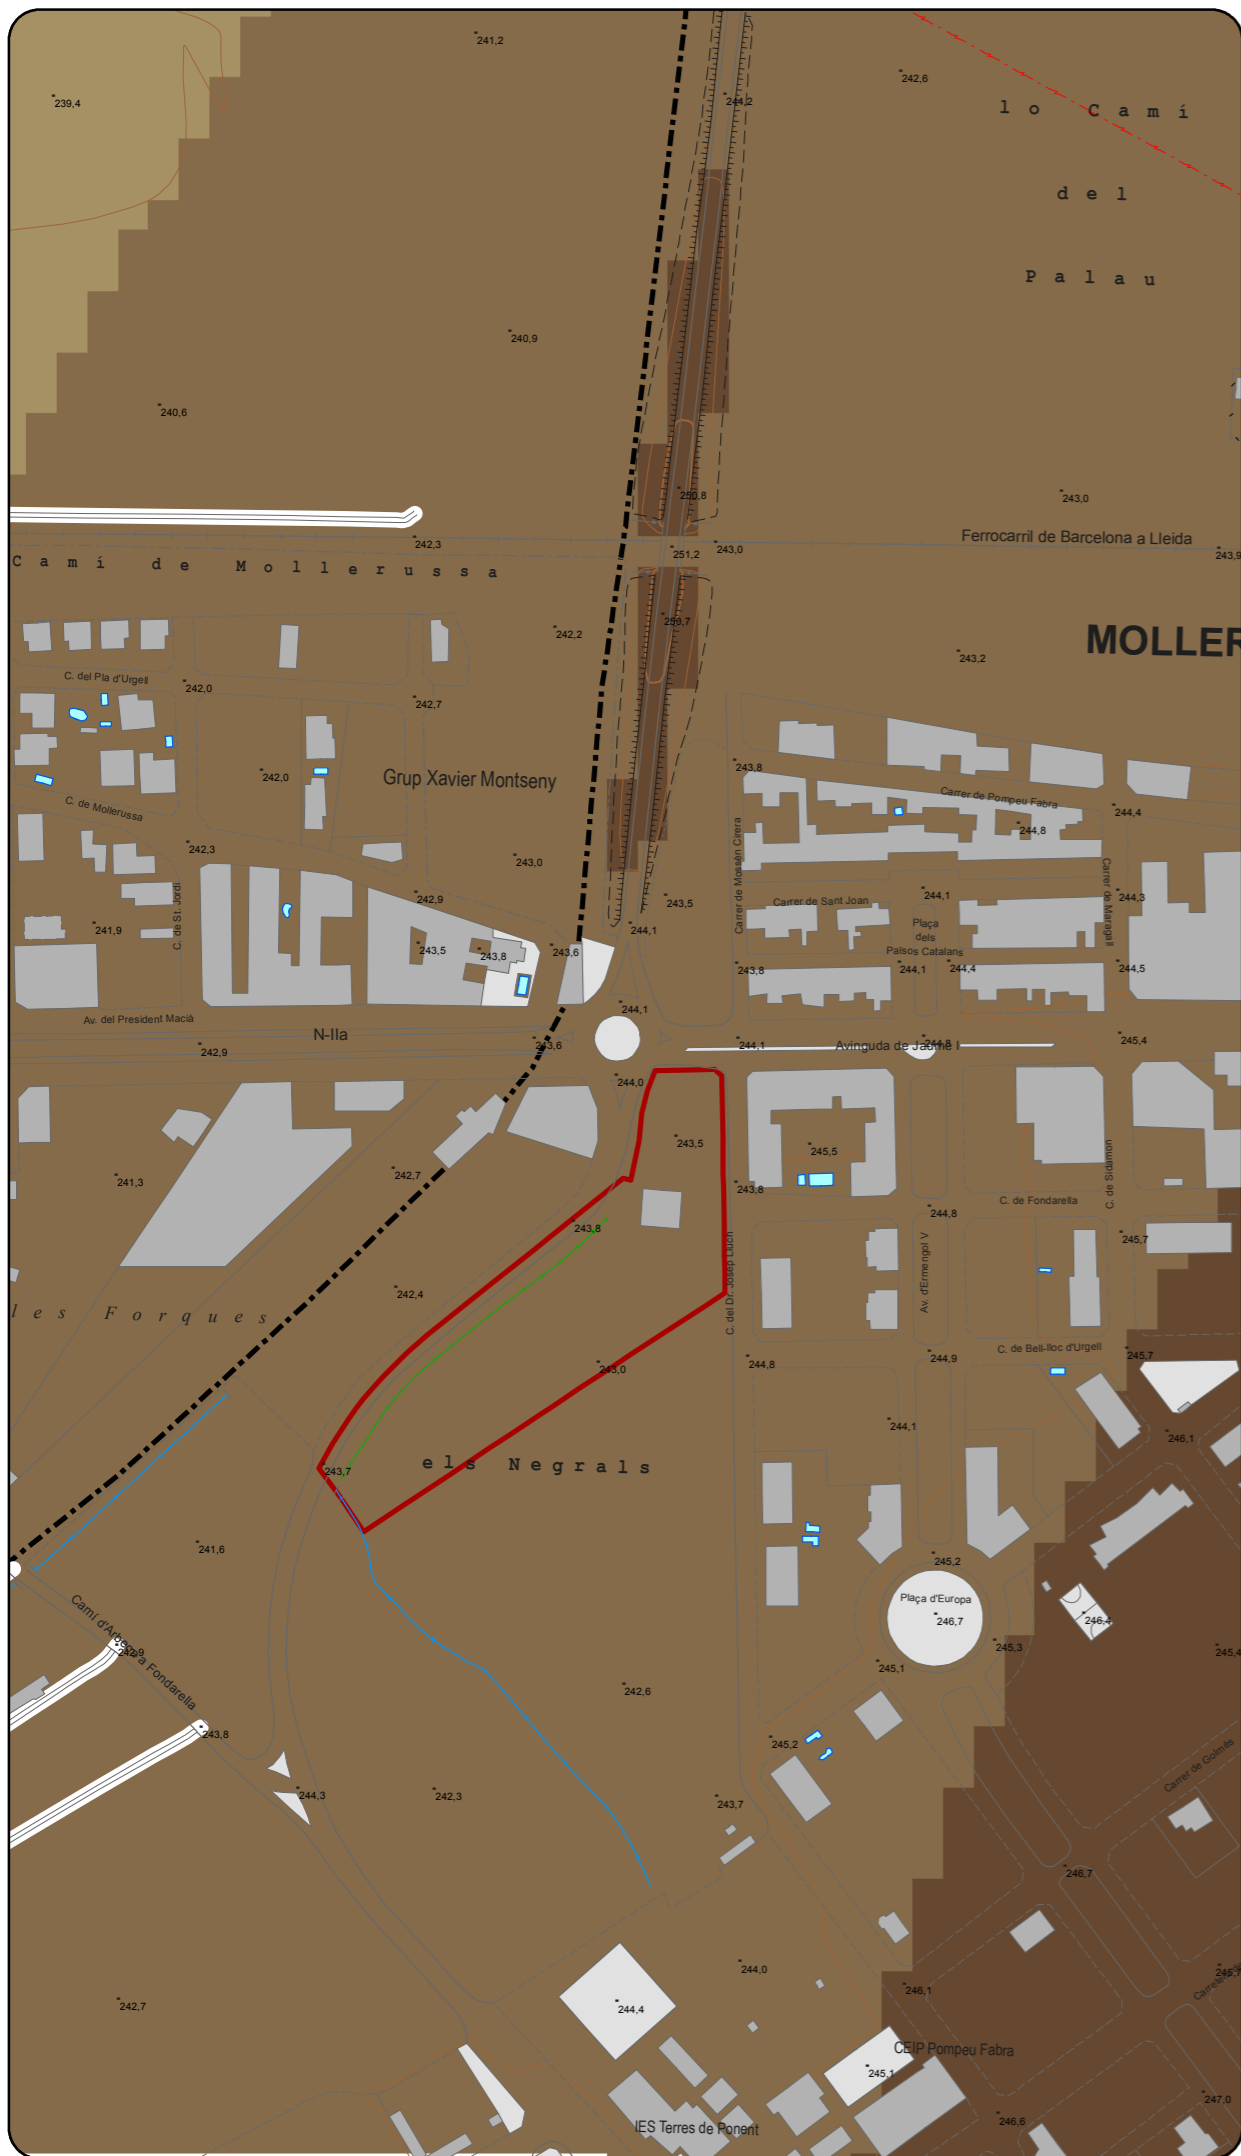 241,2
239,4
242,6
244,2
lo Camí
del
Palau
240,9
240,6
250,8
243,0
242,3
Ferrocarril de Barcelona a Lleida
251,2
243,0
243,9
Camí de Mollerussa
250,7
242,2
MOLLER
243,2
C. del Pla d'Urgell
242,0
242,7
243,8
242,0
Grup Xavier Montseny
C. de Mollerussa
Carrer de Pompeu Fabra
244,4
244,8
242,3
243,0
Carrer de Mossèn Cirera
Carrer de Maragall
242,9
243,5
Carrer de Sant Joan
244,1
244,3
C. de St. Jordi
241,9
244,1
Plaça
dels
Països Catalans
243,5
243,8
243,6
243,8
244,1
244,4
244,5
Av. del President Macià
244,1
N-IIa
242,9
243,6
244,1
Avinguda de Jaume I
244,8
245,4
244,0
243,5
245,5
242,7
241,3
243,8
C. de Sidamon
C. de Fondarella
243,8
244,8
245,7
C. del Dr. Josep Lluch
Av. d'Ermengol V
242,4
les Forques
C. de Bell-lloc d'Urgell
243,0
244,8
244,9
245,7
244,1
246,1
243,7
els Negrals
241,6
245,2
Plaça d'Europa
246,7
246,4
Camí d'Arbeca a Fondarella
242,9
245,3
245,4
245,1
242,6
243,8
245,2
Carrer de Golmés
244,3
242,3
243,7
246,7
244,0
246,1
242,7
244,4
CEIP Pompeu Fabra
245,1
247,0
246,6
IES Terres de Ponent